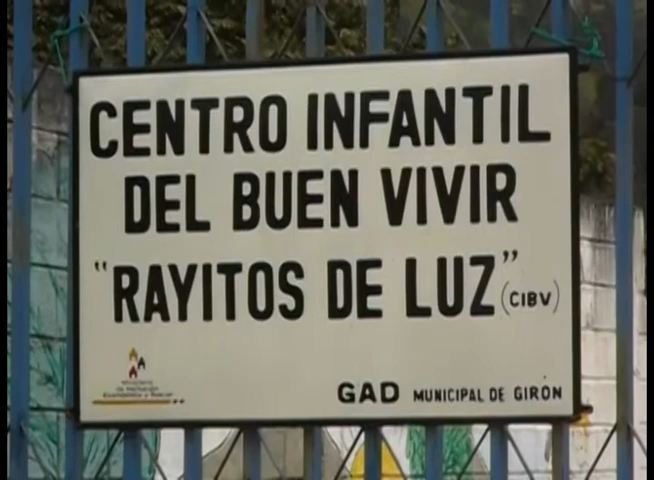 CENTRO INFANTIL
DEL BUEN VIVIR
"RAYITOS DE LUZ" (CIBV)
GAD MUNICIPAL DE GIRÓN